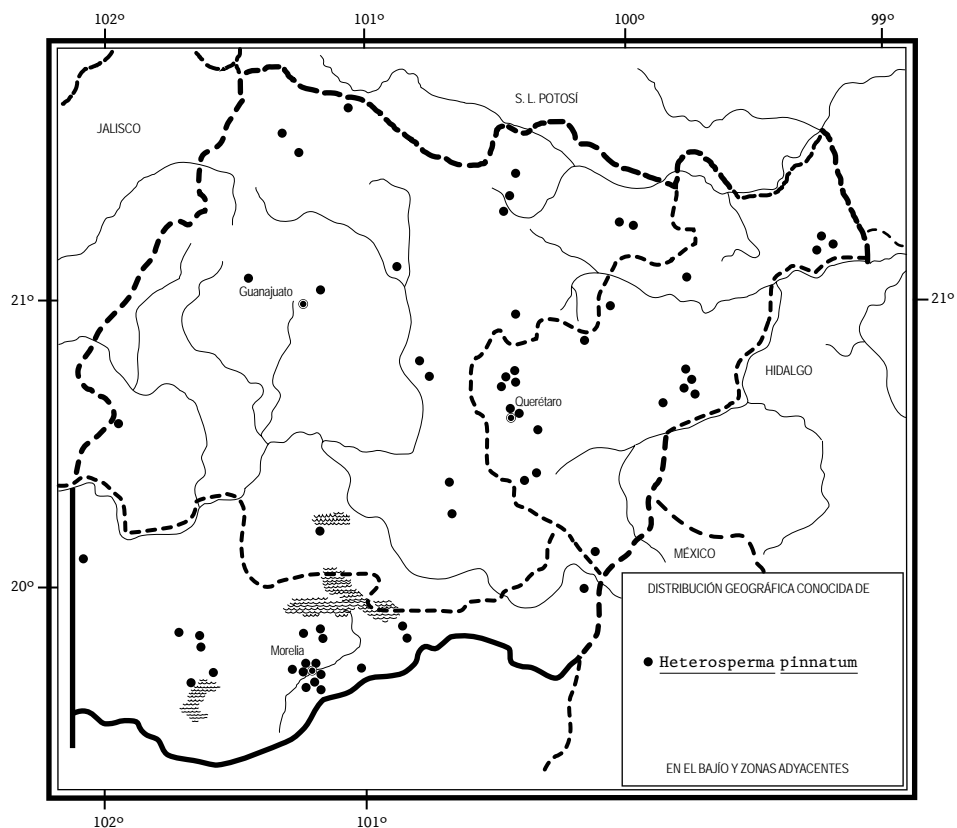 102º 101º 100º 99º
S. L. POTOSÍ
JALISCO
Guanajuato
21º 21º
HIDALGO
Querétaro
MÉXICO
20º
DISTRIBUCIÓN GEOGRÁFICA CONOCIDA DE
Morelia
Heterosperma pinnatum
EN EL BAJÍO Y ZONAS ADYACENTES
102º 101º